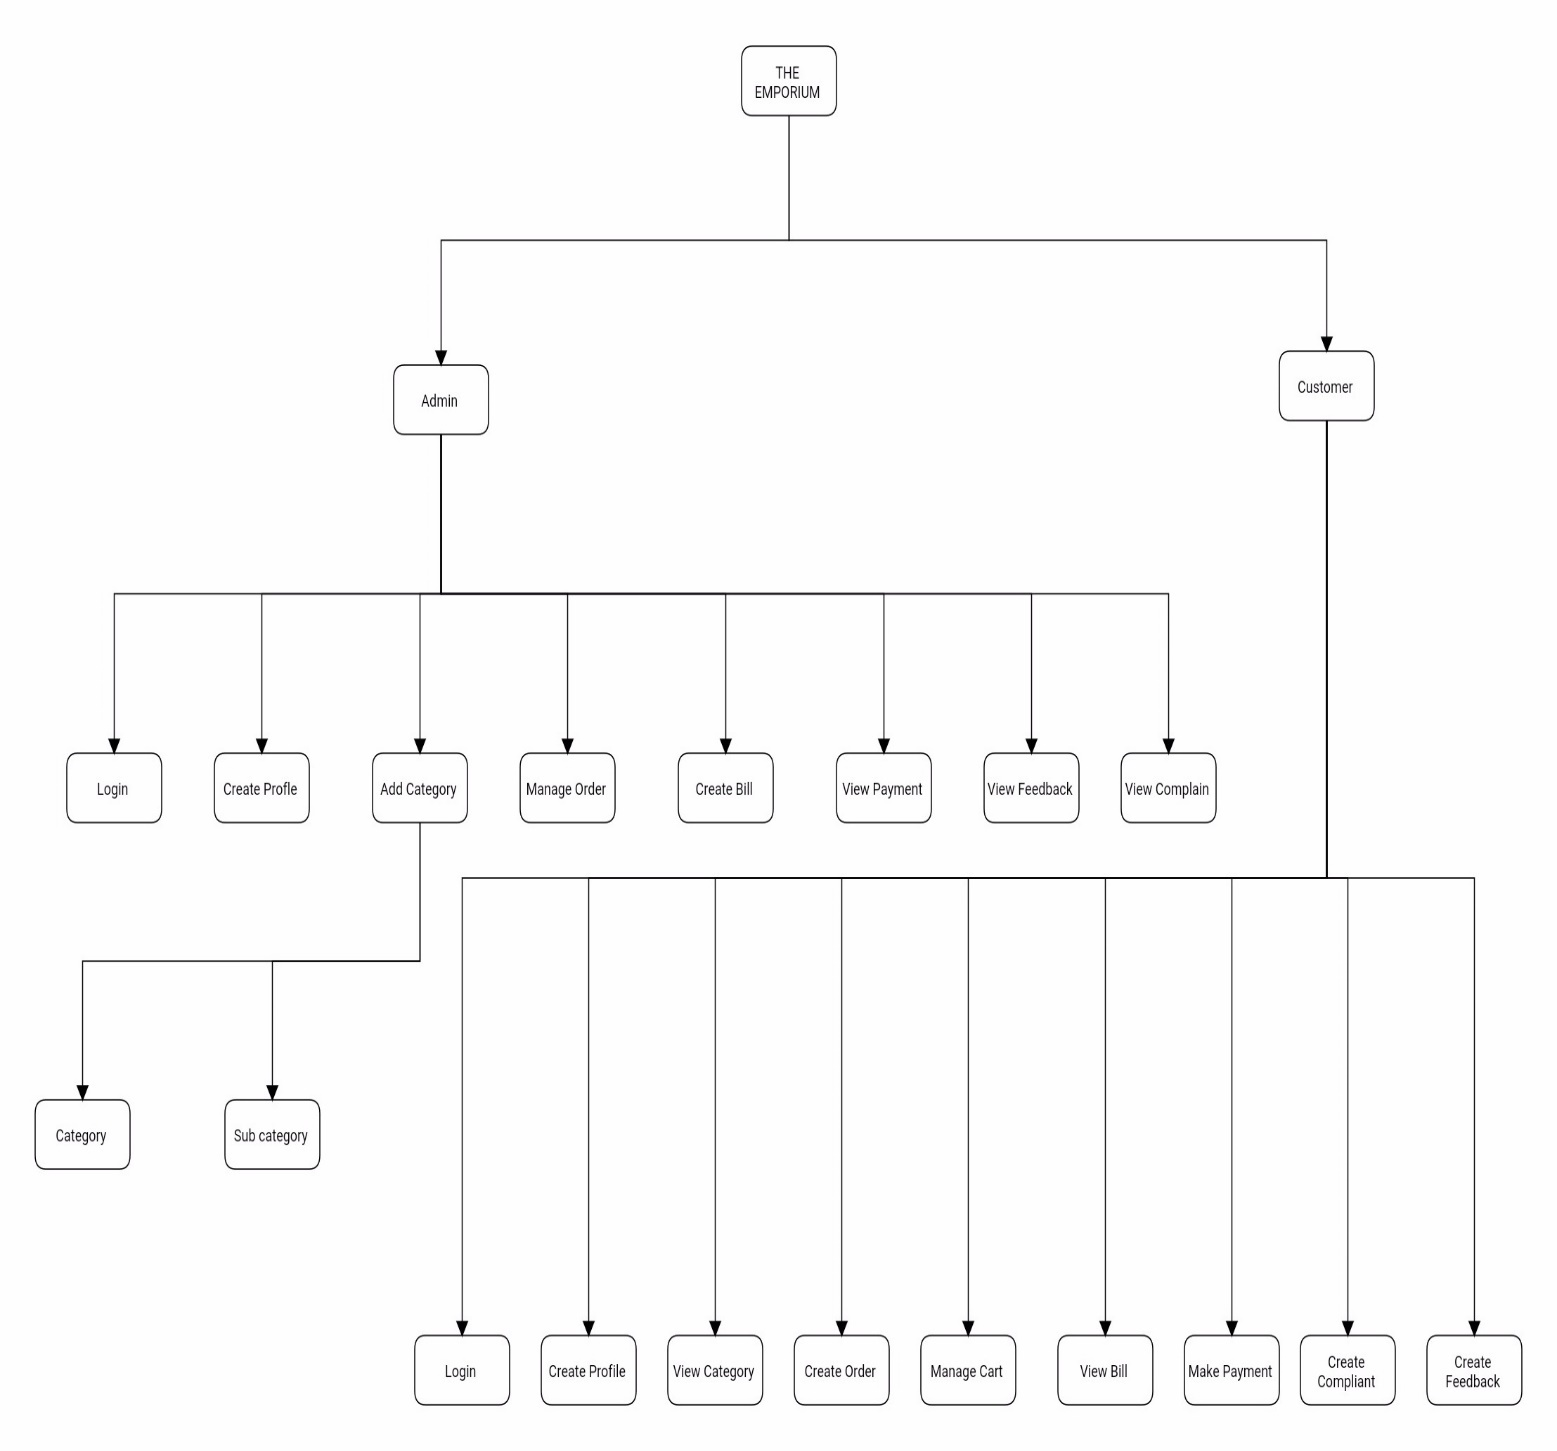 THE
EMPORIUM
Admin
Customer
Login
Create Profle
Add Category
Manage Order
Create Bill
View Payment
View Feedback
View Complain
Category
Sub category
Login
Create Profile
View Category
Create Order
Manage Cart
View Bill
Make Payment
Create
Compliant
Create
Feedback